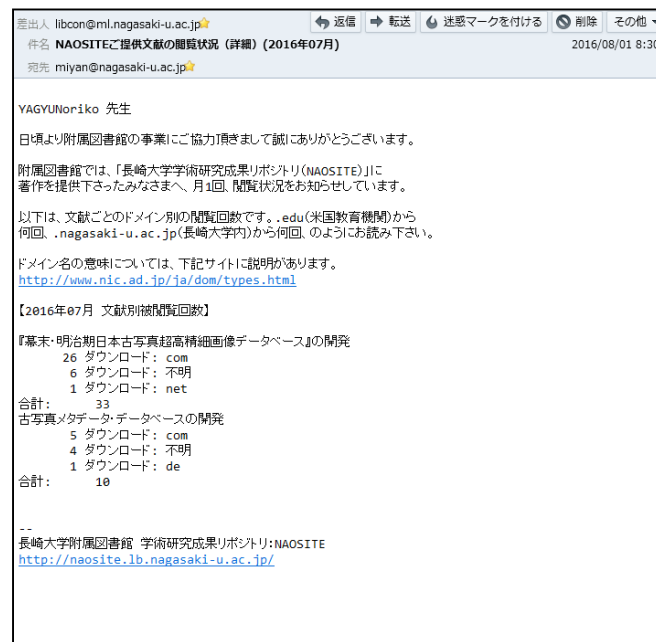 差出人 libcon@ml.nagasaki-u.ac.jp 返信 転送 迷惑マークを付ける 削除 その他
件名 NAOSITEご提供文献の閲覧状況（詳細）(2016年07月) 2016/08/01 8:30
宛先 miyan@nagasaki-u.ac.jp
YAGYUNoriko 先生
日頃より附属図書館の事業にご協力頂きまして誠にありがとうございます。
附属図書館では、「長崎大学学術研究成果リポジトリ(NAOSITE)」に
著作を提供下さったみなさまへ、月1回、閲覧状況をお知らせしています。
以下は、文献ごとのドメイン別の閲覧回数です。.edu(米国教育機関)から
何回、.nagasaki-u.ac.jp(長崎大学内)から何回、のようにお読み下さい。
ドメイン名の意味については、下記サイトに説明があります。
http://www.nic.ad.jp/ja/dom/types.html
【2016年07月 文献別被閲覧回数】
『幕末・明治期日本古写真超高精細画像データベース』の開発
26 ダウンロード: com
6 ダウンロード: 不明
1 ダウンロード: net
合計: 33
古写真メタデータ・データベースの開発
5 ダウンロード: com
4 ダウンロード: 不明
1 ダウンロード: de
合計: 10
--
長崎大学附属図書館 学術研究成果リポジトリ:NAOSITE
http://naosite.lb.nagasaki-u.ac.jp/